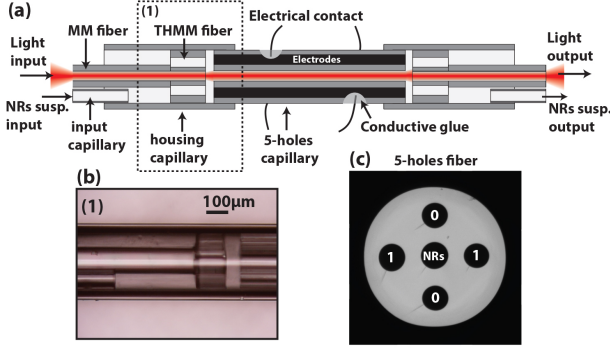 (a)
(1)
MM fiber
THMM fiber
Electrical contact
Light
input
Light
output
Electrodes
NRs susp.
input
input
capillary
housing
capillary
5-holes
capillary
Conductive glue
NRs susp.
output
(b)
(1)
100μm
(c)
5-holes fiber
0
1
NRs
1
0